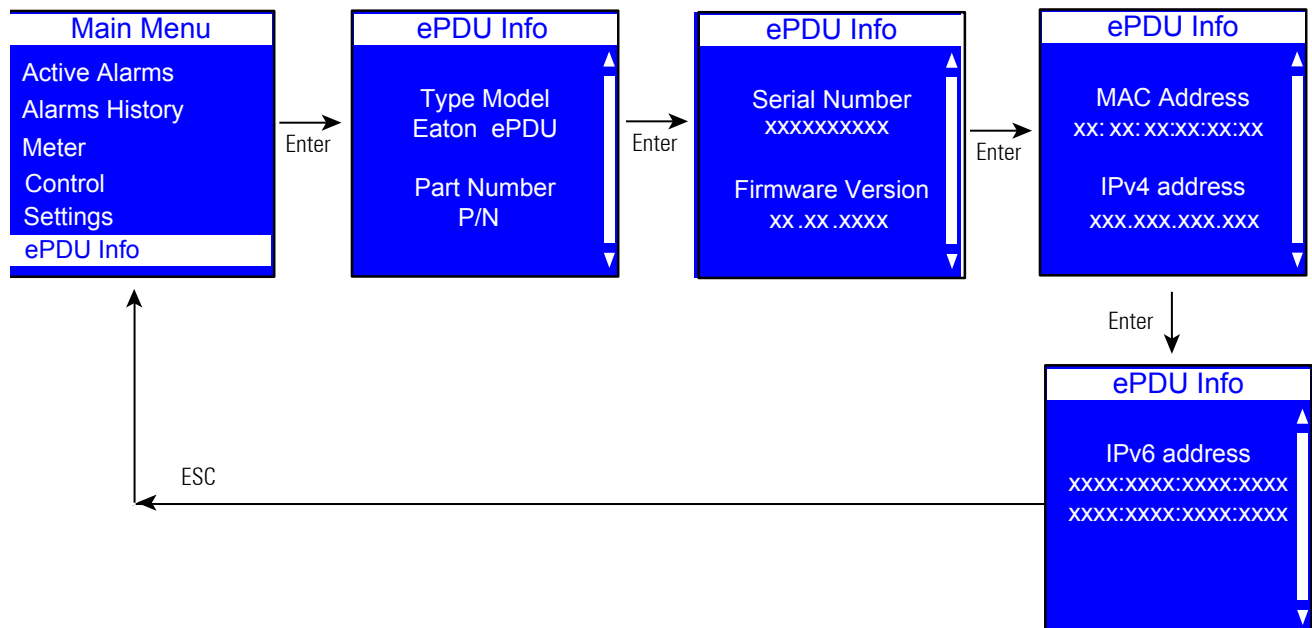 Main Menu
Active Alarms
Alarms History
Meter
Control
Settings
ePDU Info
Enter
ePDU Info
Type Model
Eaton ePDU
Part Number
P/N
Enter
ePDU Info
Serial Number
xxxxxxxxxx
Firmware Version
xx.xx.xxxx
Enter
ePDU Info
MAC Address
xx: xx: xx:xx:xx:xx
IPv4 address
xxx.xxx.xxx.xxx
Enter
ePDU Info
IPv6 address
xxxx:xxxx:xxxx:xxxx
xxxx:xxxx:xxxx:xxxx
ESC